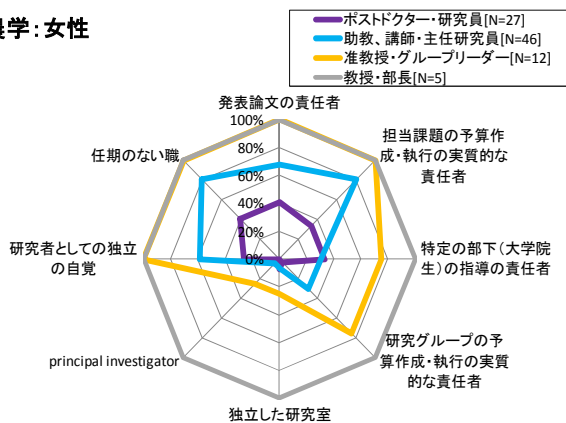 学：女性
ポストドクター・研究員[N=27]
助教、講師・主任研究員[N=46]
准教授・グループリーダー[N=12]
教授・部長[N=5]
発表論文の責任者
担当課題の予算作
成・執行の実質的な
責任者
特定の部下（大学院
生）の指導の責任者
研究グループの予
算作成・執行の実質
的な責任者
独立した研究室
principal investigator
研究者としての独立
の自覚
任期のない職
100%
80%
60%
40%
20%
0%